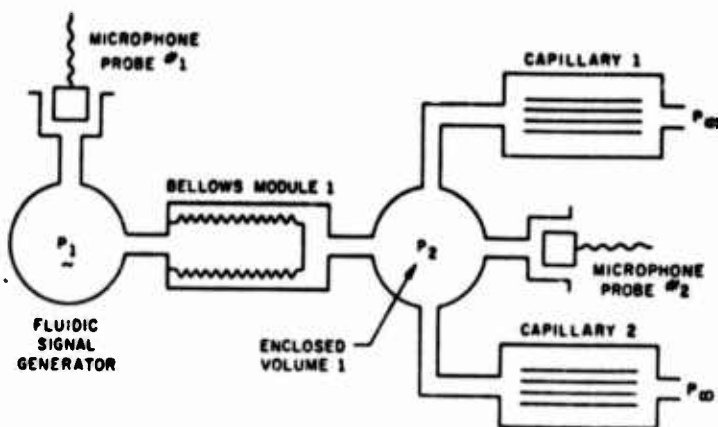 MICROPHONE
PROBE #1
CAPILLARY 1
P∞
BELLOWS MODULE 1
P1
~
P2
MICROPHONE
PROBE #2
FLUIDIC
SIGNAL
GENERATOR
ENCLOSED
VOLUME 1
CAPILLARY 2
P∞